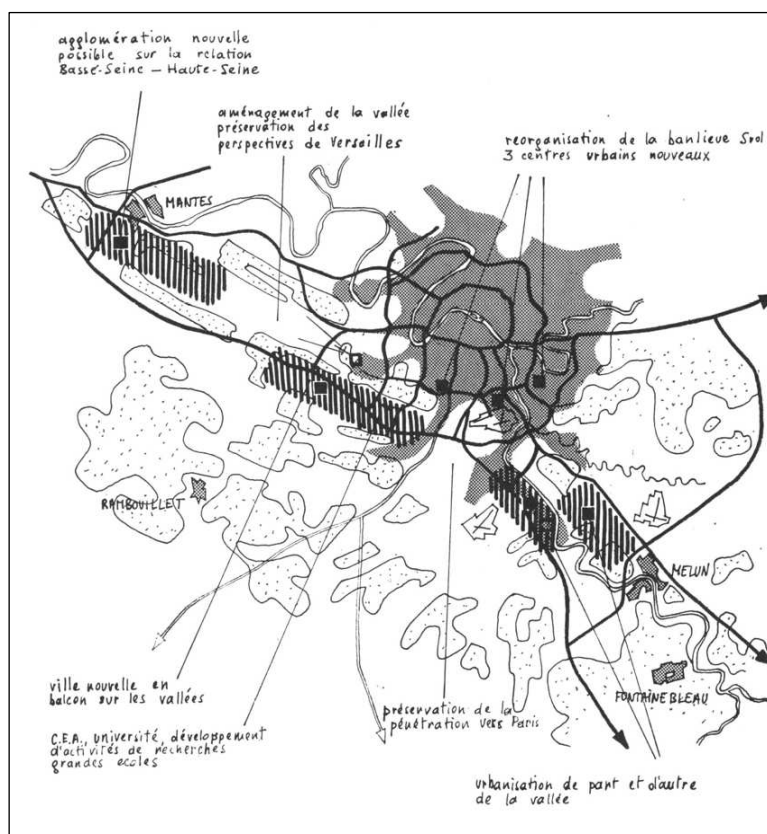 agglomération nouvelle
possible sur la relation
Basse-Seine — Haute-Seine
aménagement de la vallée
préservation des
perspectives de Versailles
reorganisation de la banlieue Sud
3 centres urbains nouveaux
MANTES
RAMBOUILLET
MELUN
FONTAINEBLEAU
ville nouvelle en
balcon sur les vallées
C.E.A., université, développement
d'activités de recherches
grandes ecoles
préservation de la
pénétration vers Paris
urbanisation de part et d'autre
de la vallée